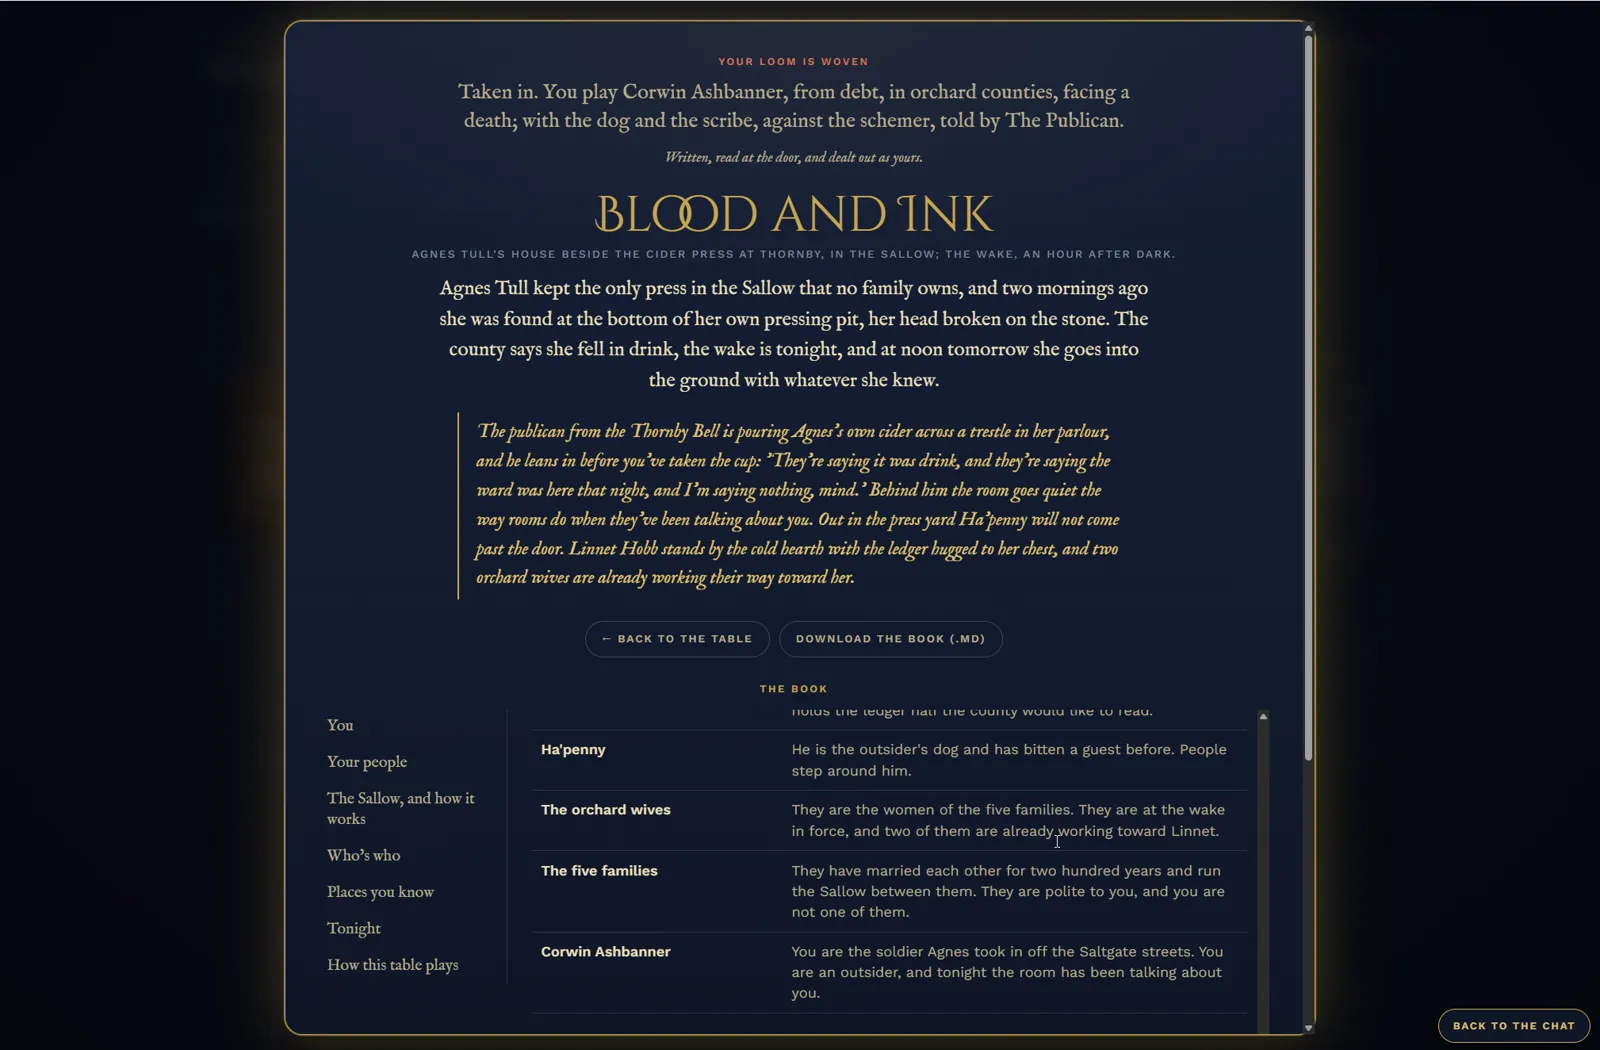 YOUR LOOM IS WOVEN
Taken in. You play Corwin Ashbanner, from debt, in orchard counties, facing a
death; with the dog and the scribe, against the schemer, told by The Publican.
Written, read at the door, and dealt out as yours.
BLOOD AND INK
AGNES TULL'S HOUSE BESIDE THE CIDER PRESS AT THORNBY, IN THE SALLOW; THE WAKE, AN HOUR AFTER DARK.
Agnes Tull kept the only press in the Sallow that no family owns, and two mornings ago
she was found at the bottom of her own pressing pit, her head broken on the stone. The
county says she fell in drink, the wake is tonight, and at noon tomorrow she goes into
the ground with whatever she knew.
The publican from the Thornby Bell is pouring Agnes's own cider across a trestle in her parlour,
and he leans in before you've taken the cup: 'They're saying it was drink, and they're saying the
ward was here that night, and I'm saying nothing, mind.' Behind him the room goes quiet the
way rooms do when they've been talking about you. Out in the press yard Ha'penny will not come
past the door. Linnet Hobb stands by the cold hearth with the ledger hugged to her chest, and two
orchard wives are already working their way toward her.
← BACK TO THE TABLE
DOWNLOAD THE BOOK (.MD)
THE BOOK
You
Your people
The Sallow, and how it
works
Who's who
Places you know
Tonight
How this table plays
holds the ledger half the county would like to read.
Ha'penny
He is the outsider's dog and has bitten a guest before. People
step around him.
The orchard wives
They are the women of the five families. They are at the wake
in force, and two of them are already working toward Linnet.
The five families
They have married each other for two hundred years and run
the Sallow between them. They are polite to you, and you are
not one of them.
Corwin Ashbanner
You are the soldier Agnes took in off the Saltgate streets. You
are an outsider, and tonight the room has been talking about
you.
BACK TO THE CHAT